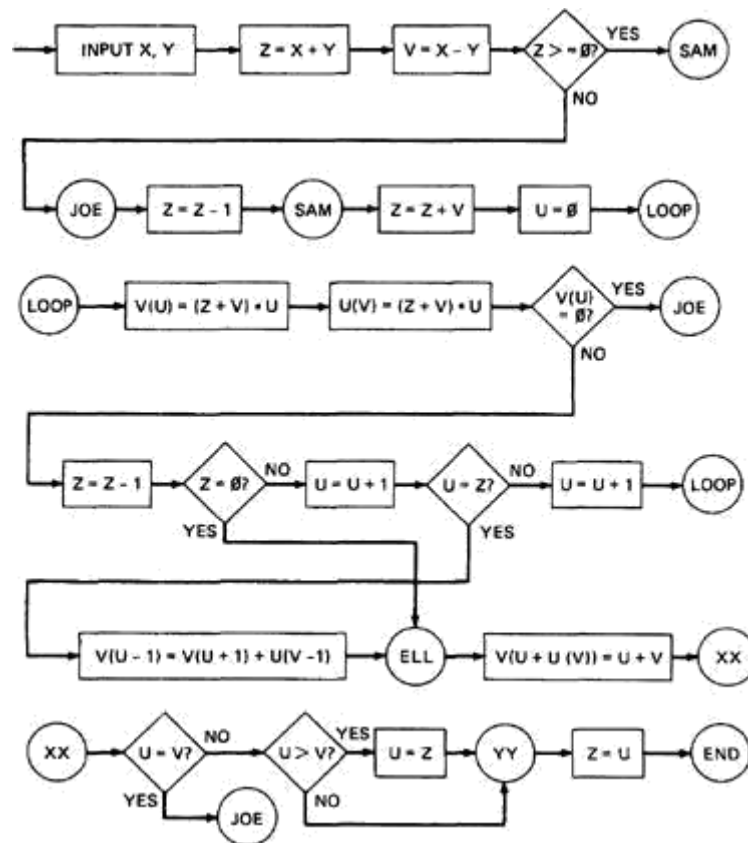 INPUT X, Y
Z = X + Y
V = X - Y
Z > = Ø?
YES
SAM
NO
JOE
Z = Z - 1
SAM
Z = Z + V
U = Ø
LOOP
LOOP
V(U) = (Z + V) * U
U(V) = (Z + V) * U
V(U)
= Ø?
YES
JOE
NO
Z = Z - 1
Z = Ø?
NO
U = U + 1
U = Z?
NO
U = U + 1
LOOP
YES
YES
V(U - 1) = V(U + 1) + U(V - 1)
ELL
V(U + U (V)) = U + V
XX
XX
U = V?
NO
U > V?
YES
U = Z
YY
Z = U
END
YES
JOE
NO